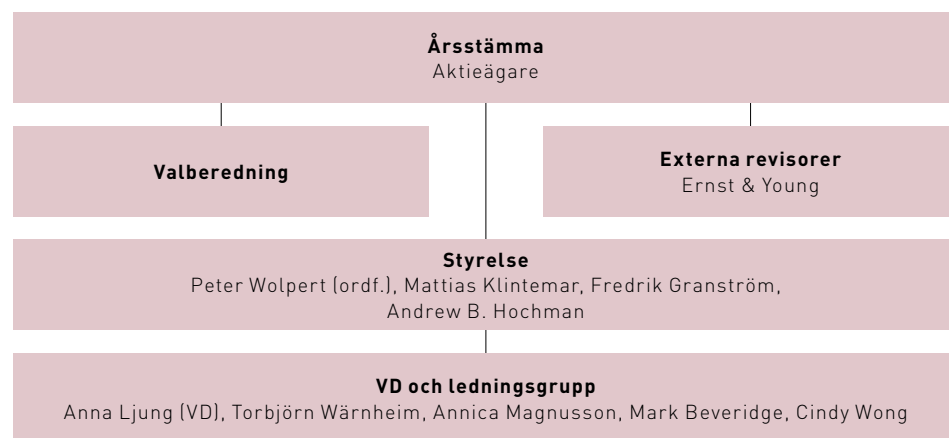 Årsstämma
Aktieägare
Valberedning
Externa revisorer
Ernst & Young
Styrelse
Peter Wolpert (ordf.), Mattias Klintemar, Fredrik Granström,
Andrew B. Hochman
VD och ledningsgrupp
Anna Ljung (VD), Torbjörn Wärnheim, Annica Magnusson, Mark Beveridge, Cindy Wong